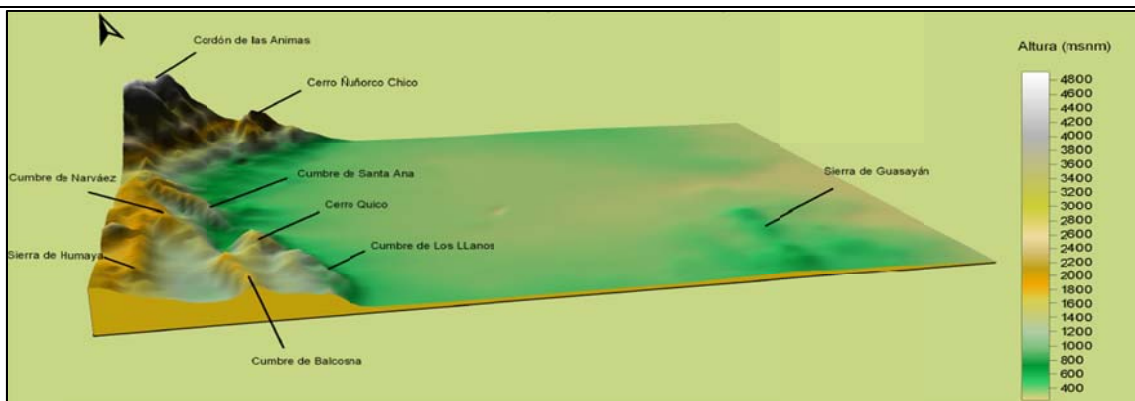 Cordón de las Animas
Cerro Ñuñorco Chico
Altura (msnm)
Cumbre de Narváez
Cumbre de Santa Ana
Sierra de Guasayán
Cerro Quico
Sierra de Humaya
Cumbre de Los LLanos
Cumbre de Balcosna
4800
4600
4400
4200
4000
3800
3600
3400
3200
3000
2800
2600
2400
2200
2000
1800
1600
1400
1200
1000
800
600
400